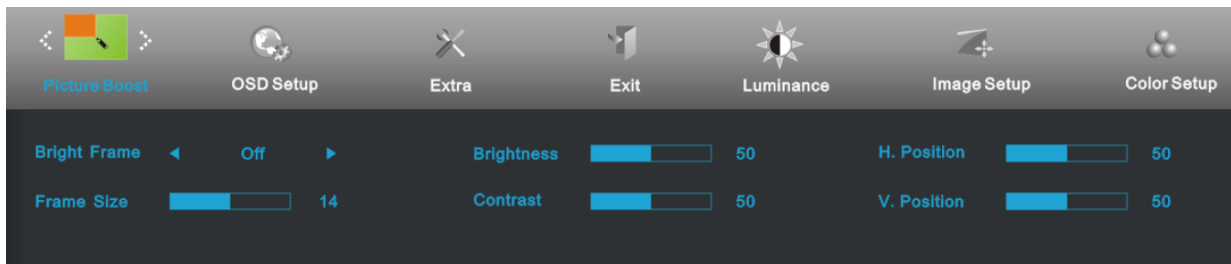 Picture Boost OSD Setup Extra Exit Luminance Image Setup Color Setup
Bright Frame Off Brightness 50 H. Position 50
Frame Size 14 Contrast 50 V. Position 50